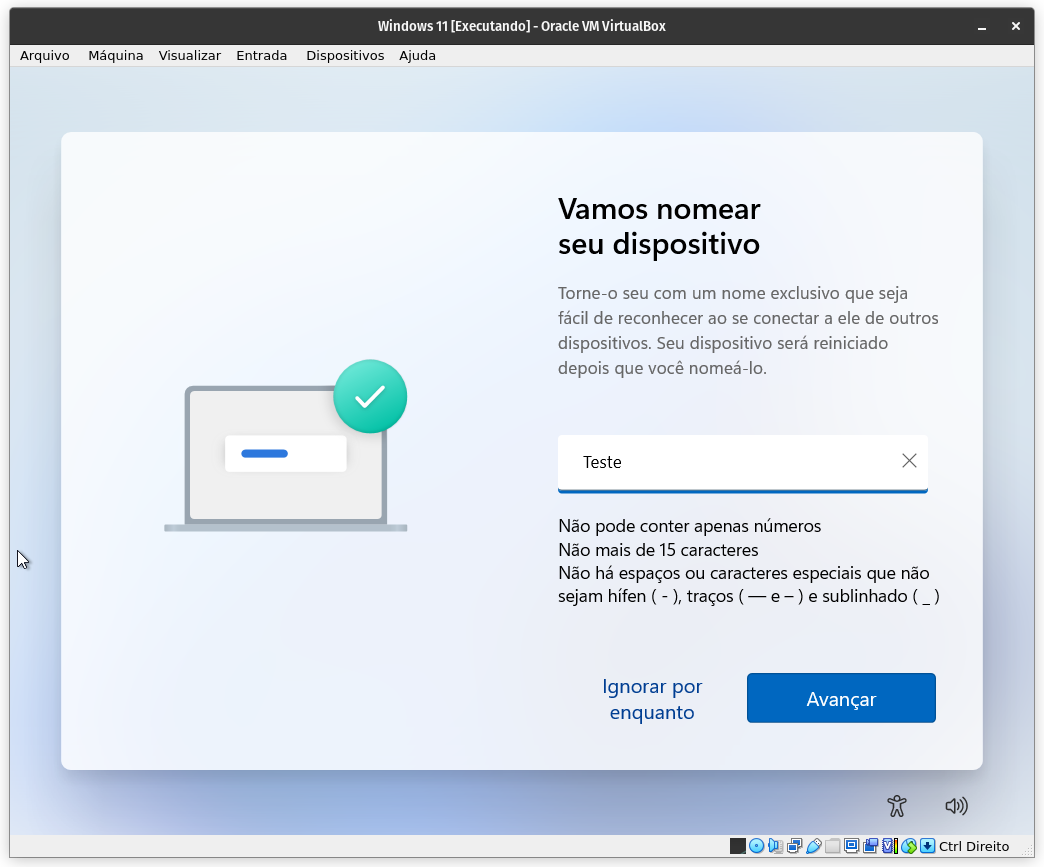 Windows 11 [Executando] - Oracle VM VirtualBox
Arquivo Máquina Visualizar Entrada Dispositivos Ajuda
Vamos nomear
seu dispositivo
Torne-o seu com um nome exclusivo que seja
fácil de reconhecer ao se conectar a ele de outros
dispositivos. Seu dispositivo será reiniciado
depois que você nomeá-lo.
Teste
Não pode conter apenas números
Não mais de 15 caracteres
Não há espaços ou caracteres especiais que não
sejam hífen ( - ), traços ( — e – ) e sublinhado ( _ )
Ignorar por
enquanto
Avançar
Ctrl Direito